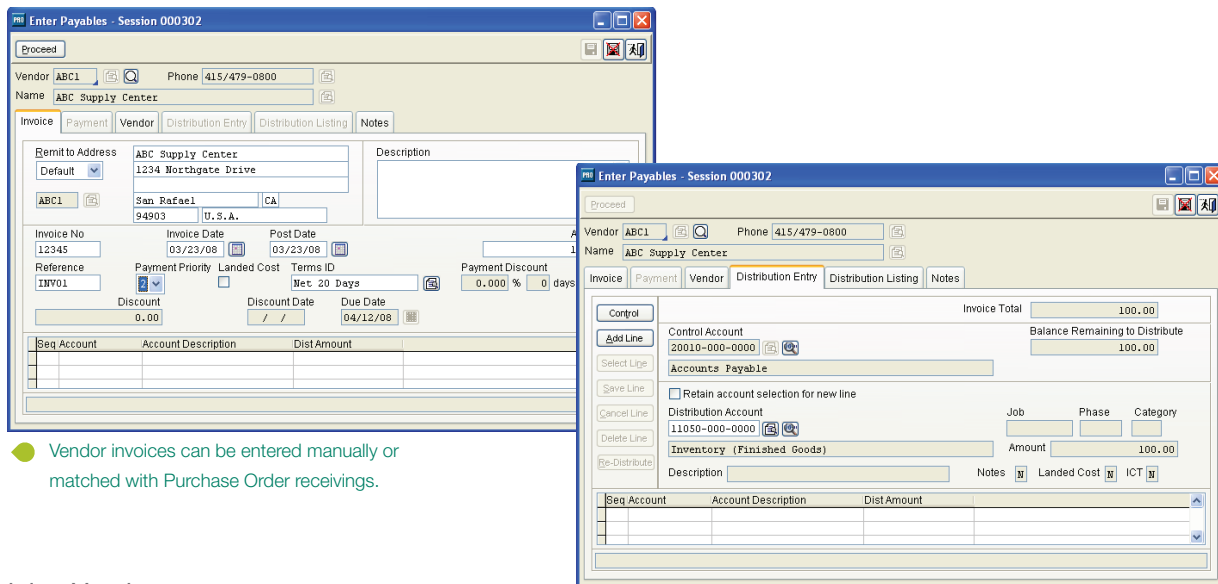 PRO Enter Payables - Session 000302
Proceed
Vendor ABC1 Phone 415/479-0800
Name ABC Supply Center
Invoice Payment Vendor Distribution Entry Distribution Listing Notes
Remit to Address ABC Supply Center Description
Default 1234 Northgate Drive
ABC1 San Rafael CA
94903 U.S.A.
Invoice No Invoice Date Post Date
12345 03/23/08 03/23/08
Reference Payment Priority Landed Cost Terms ID Payment Discount
INV01 2 Net 20 Days 0.000 % 0 days
Discount Discount Date Due Date
0.00 / / 04/12/08
Seq Account Account Description Dist Amount
Vendor invoices can be entered manually or
matched with Purchase Order receivings.
PRO Enter Payables - Session 000302
Proceed
Vendor ABC1 Phone 415/479-0800
Name ABC Supply Center
Invoice Payment Vendor Distribution Entry Distribution Listing Notes
Control Invoice Total 100.00
Add Line Control Account Balance Remaining to Distribute
20010-000-0000 100.00
Select Line Accounts Payable
Save Line Retain account selection for new line
Cancel Line Distribution Account Job Phase Category
11050-000-0000
Delete Line Inventory (Finished Goods) Amount 100.00
Re-Distribute Description Notes N Landed Cost N ICT N
Seq Account Account Description Dist Amount